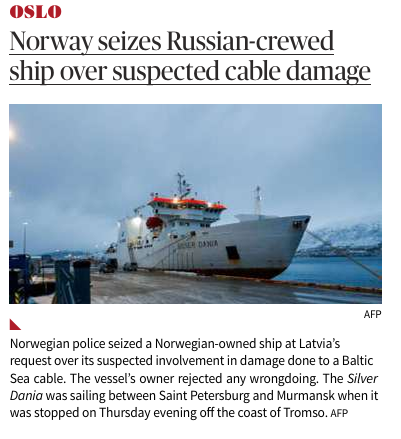 OSLO
Norway seizes Russian-crewed
ship over suspected cable damage
SILVER DANIA
AFP
Norwegian police seized a Norwegian-owned ship at Latvia's
request over its suspected involvement in damage done to a Baltic
Sea cable. The vessel's owner rejected any wrongdoing. The Silver
Dania was sailing between Saint Petersburg and Murmansk when it
was stopped on Thursday evening off the coast of Tromso. AFP